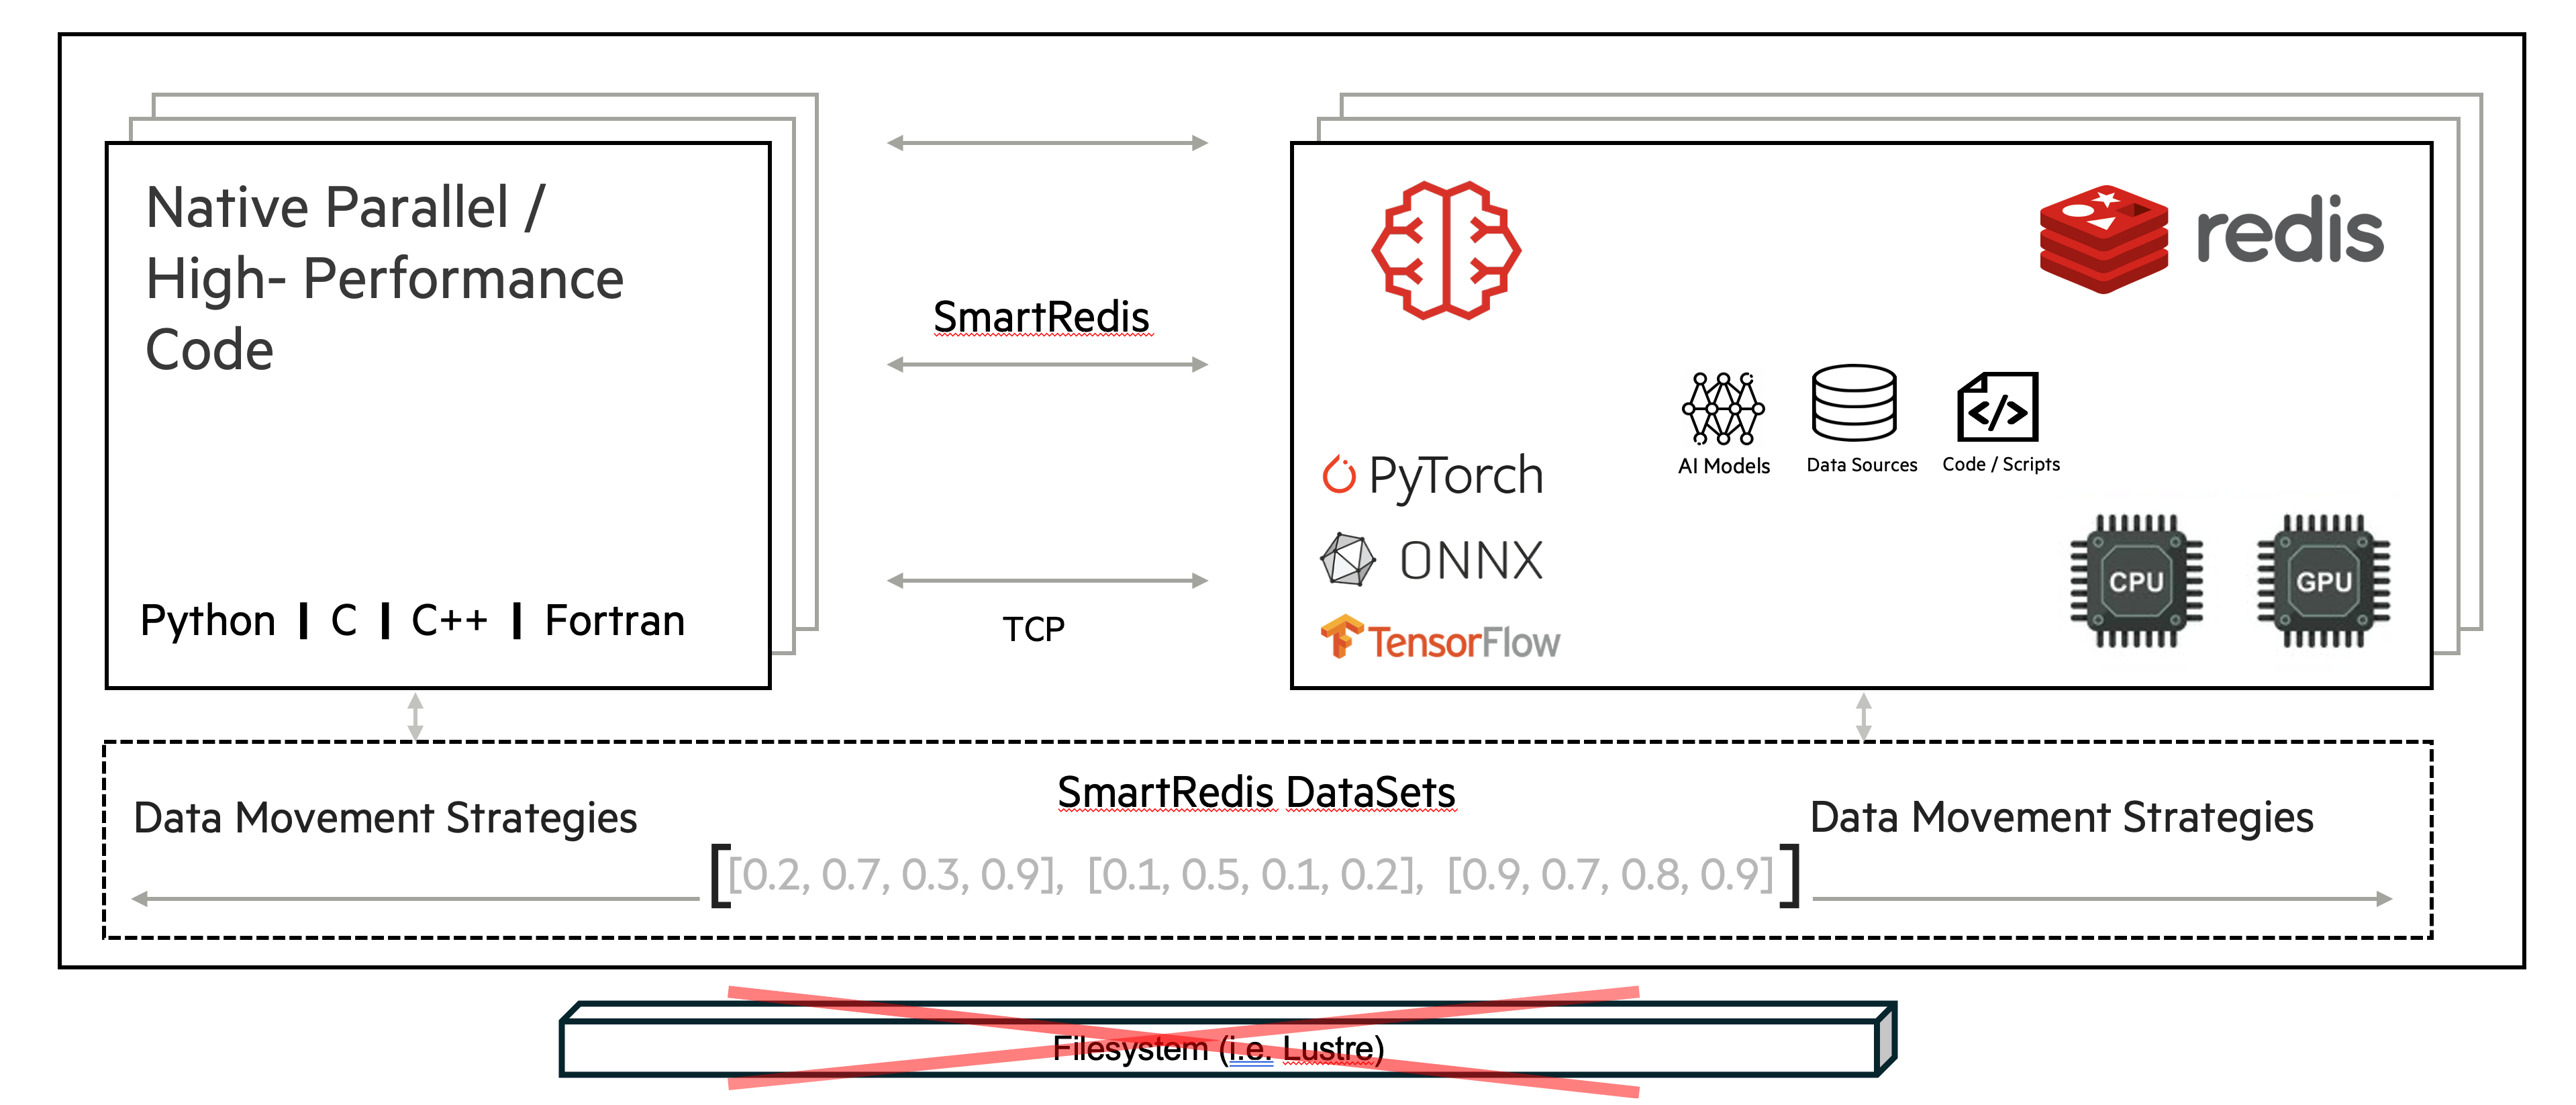 Native Parallel /
High- Performance
Code
Python | C | C++ | Fortran
SmartRedis
TCP
redis
AI Models
Data Sources
</>
Code / Scripts
PyTorch
ONNX
TensorFlow
CPU
GPU
SmartRedis DataSets
Data Movement Strategies
[[0.2, 0.7, 0.3, 0.9], [0.1, 0.5, 0.1, 0.2], [0.9, 0.7, 0.8, 0.9]]
Data Movement Strategies
Filesystem (i.e. Lustre)